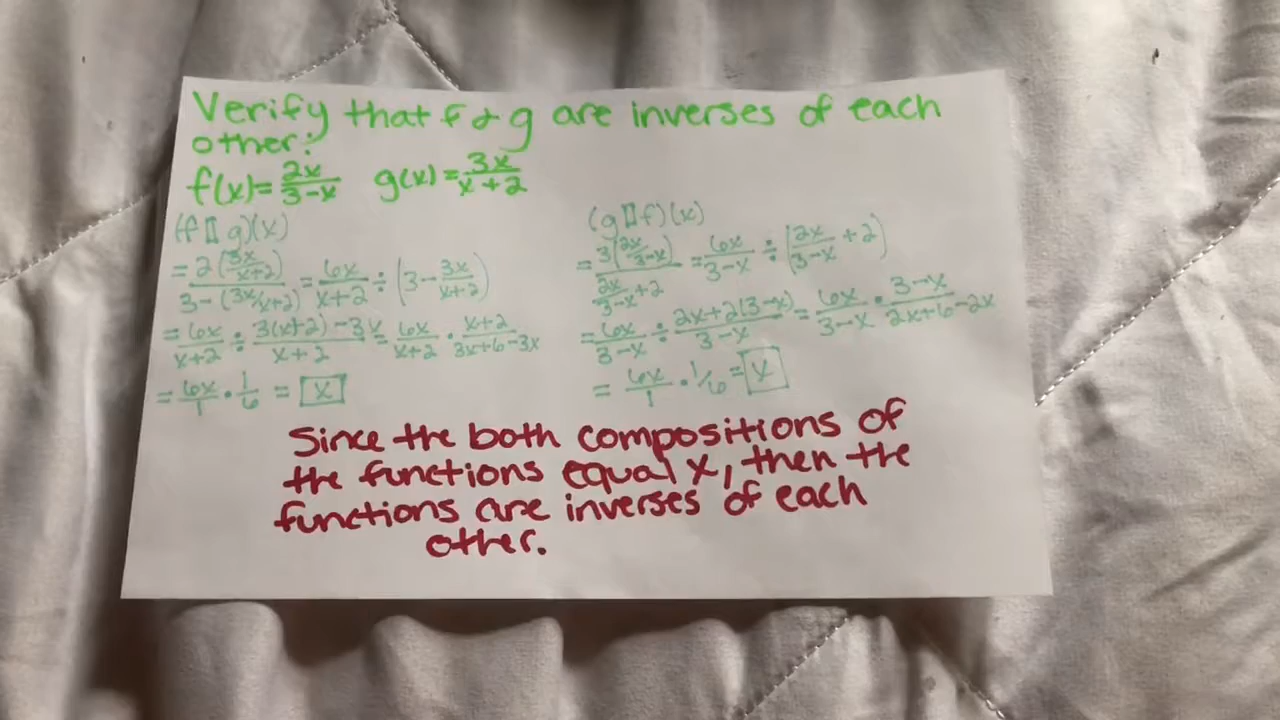 Verify that f & g are inverses of each
other:
f(x)=2x/3-x g(x)=3x/x+2
(f▯g)(x)
=2(3x/x+2)/3-(3x/x+2) =6x/x+2÷(3-3x/x+2)
=6x/x+2÷3(x+2)-3x/x+2=6x/x+2·x+2/3x+6-3x
=6x/1·1/6 = x
(g▯f)(x)
=3(2x/3-x)/2x/3-x+2 =6x/3-x÷(2x/3-x+2)
=6x/3-x÷2x+2(3-x)/3-x=6x/3-x·3-x/2x+6-2x
=6x/1·1/6=x
Since the both compositions of
the functions equal x, then the
functions are inverses of each
other.